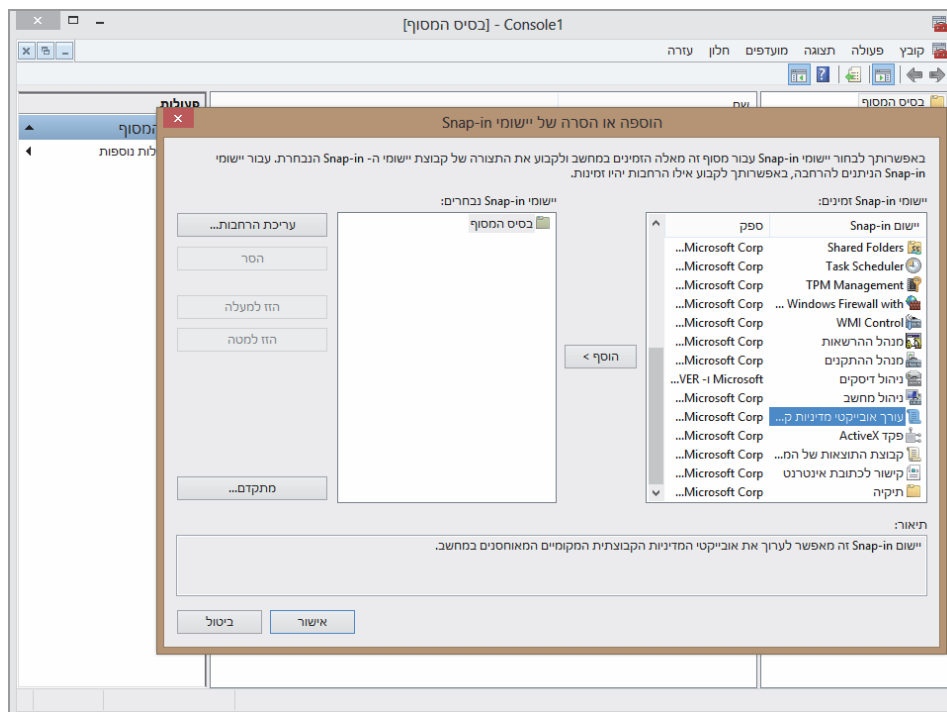 Console1 - [בסיס המסוף]
קובץ פעולה תצוגה מועדפים חלון עזרה
בסיס המסוף
שם
פעולות
המסוף
לות נוספות
הוספה או הסרה של יישומי Snap-in
באפשרותך לבחור יישומי Snap-in עבור מסוף זה מאלה הזמינים במחשב ולקבוע את התצורה של קבוצת יישומי ה- Snap-in הנבחרת. עבור יישומי
Snap-in הניתנים להרחבה, באפשרותך לקבוע אילו הרחבות יהיו זמינות.
יישומי Snap-in זמינים:
יישום Snap-in ספק
Shared Folders Microsoft Corp...
Task Scheduler Microsoft Corp...
TPM Management Microsoft Corp...
Windows Firewall with ... Microsoft Corp...
WMI Control Microsoft Corp...
מנהל ההרשאות Microsoft Corp...
מנהל ההתקנים Microsoft Corp...
ניהול דיסקים Microsoft ו- VER...
ניהול מחשב Microsoft Corp...
עורך אובייקטי מדיניות ק... Microsoft Corp...
פקד ActiveX Microsoft Corp...
קבוצת התוצאות של המ... Microsoft Corp...
קישור לכתובת אינטרנט Microsoft Corp...
תיקיה Microsoft Corp...
הוסף >
יישומי Snap-in נבחרים:
בסיס המסוף
עריכת הרחבות...
הסר
הזז למעלה
הזז למטה
מתקדם...
תיאור:
יישום Snap-in זה מאפשר לערוך את אובייקטי המדיניות הקבוצתית המקומיים המאוחסנים במחשב.
אישור
ביטול